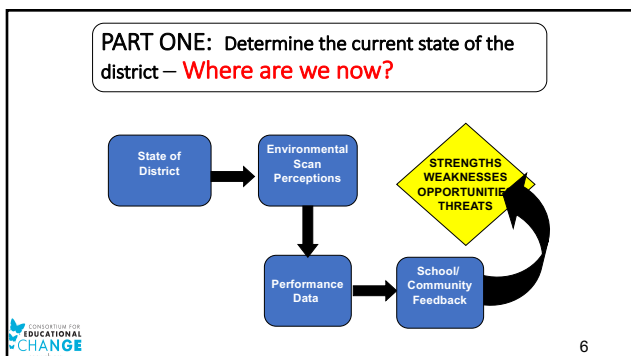 PART ONE: Determine the current state of the
district – Where are we now?
State of
District
Environmental
Scan
Perceptions
STRENGTHS
WEAKNESSES
OPPORTUNITIE
THREATS
Performance
Data
School/
Community
Feedback
CONSORTIUM FOR
EDUCATIONAL
CHANGE
6